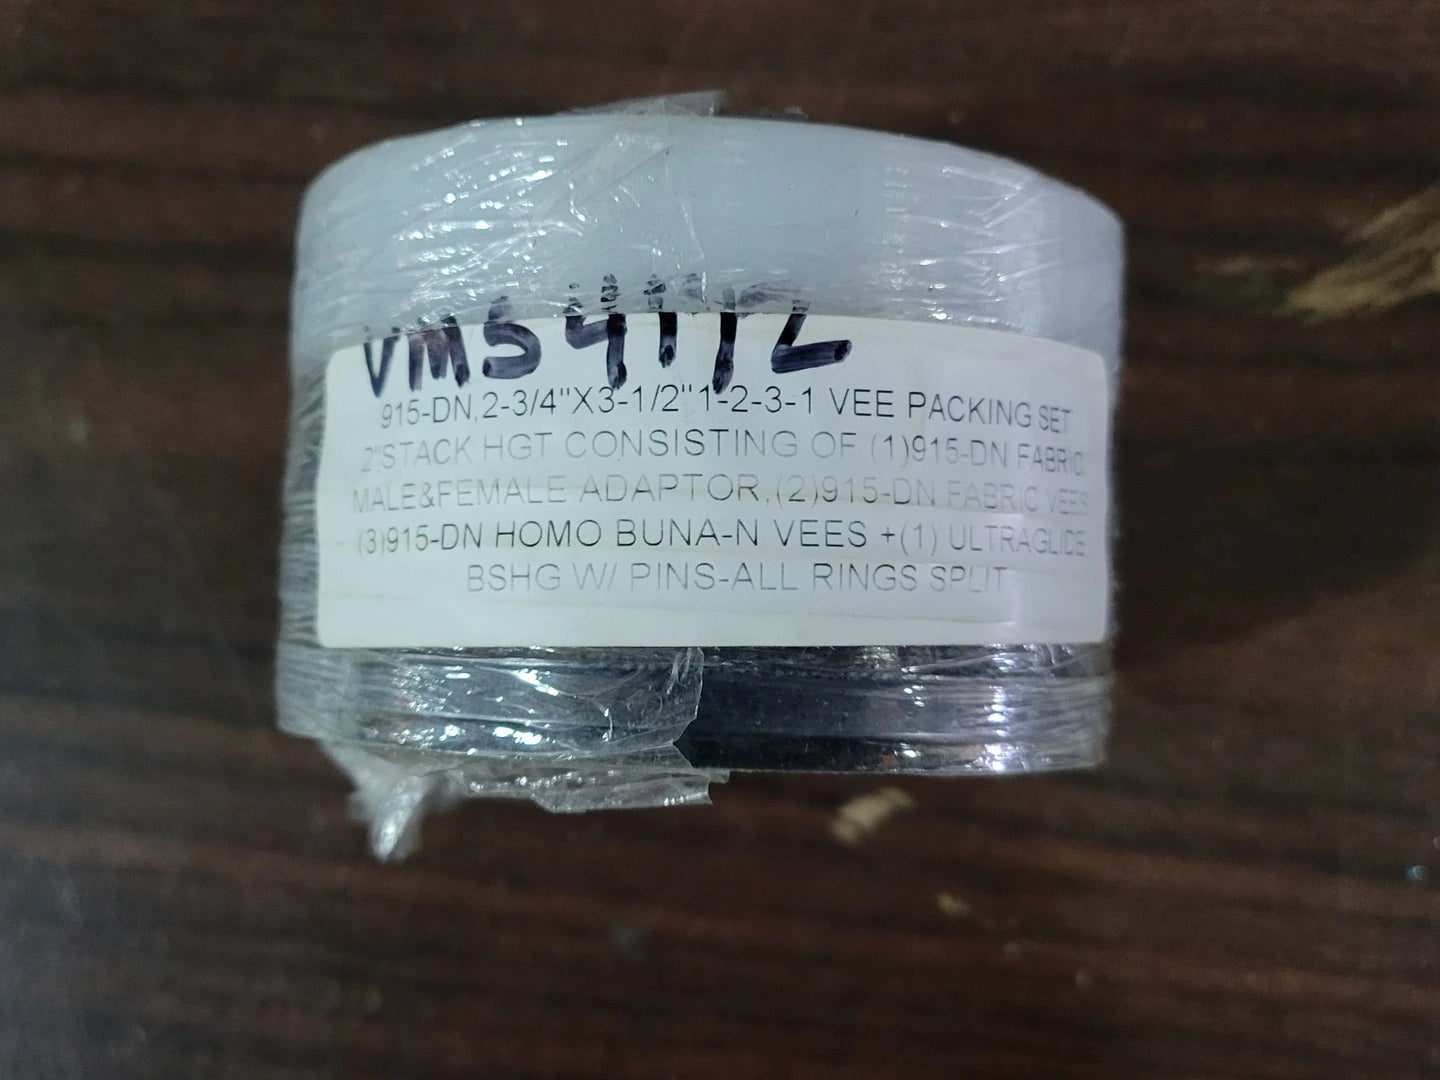 VMS4112
915-DN,2-3/4"X3-1/2"1-2-3-1 VEE PACKING SET
2"STACK HGT CONSISTING OF (1)915-DN FABRIC
MALE&FEMALE ADAPTOR,(2)915-DN FABRIC VEES
(3)915-DN HOMO BUNA-N VEES +(1) ULTRAGLIDE
BSHG W/ PINS-ALL RINGS SPLIT